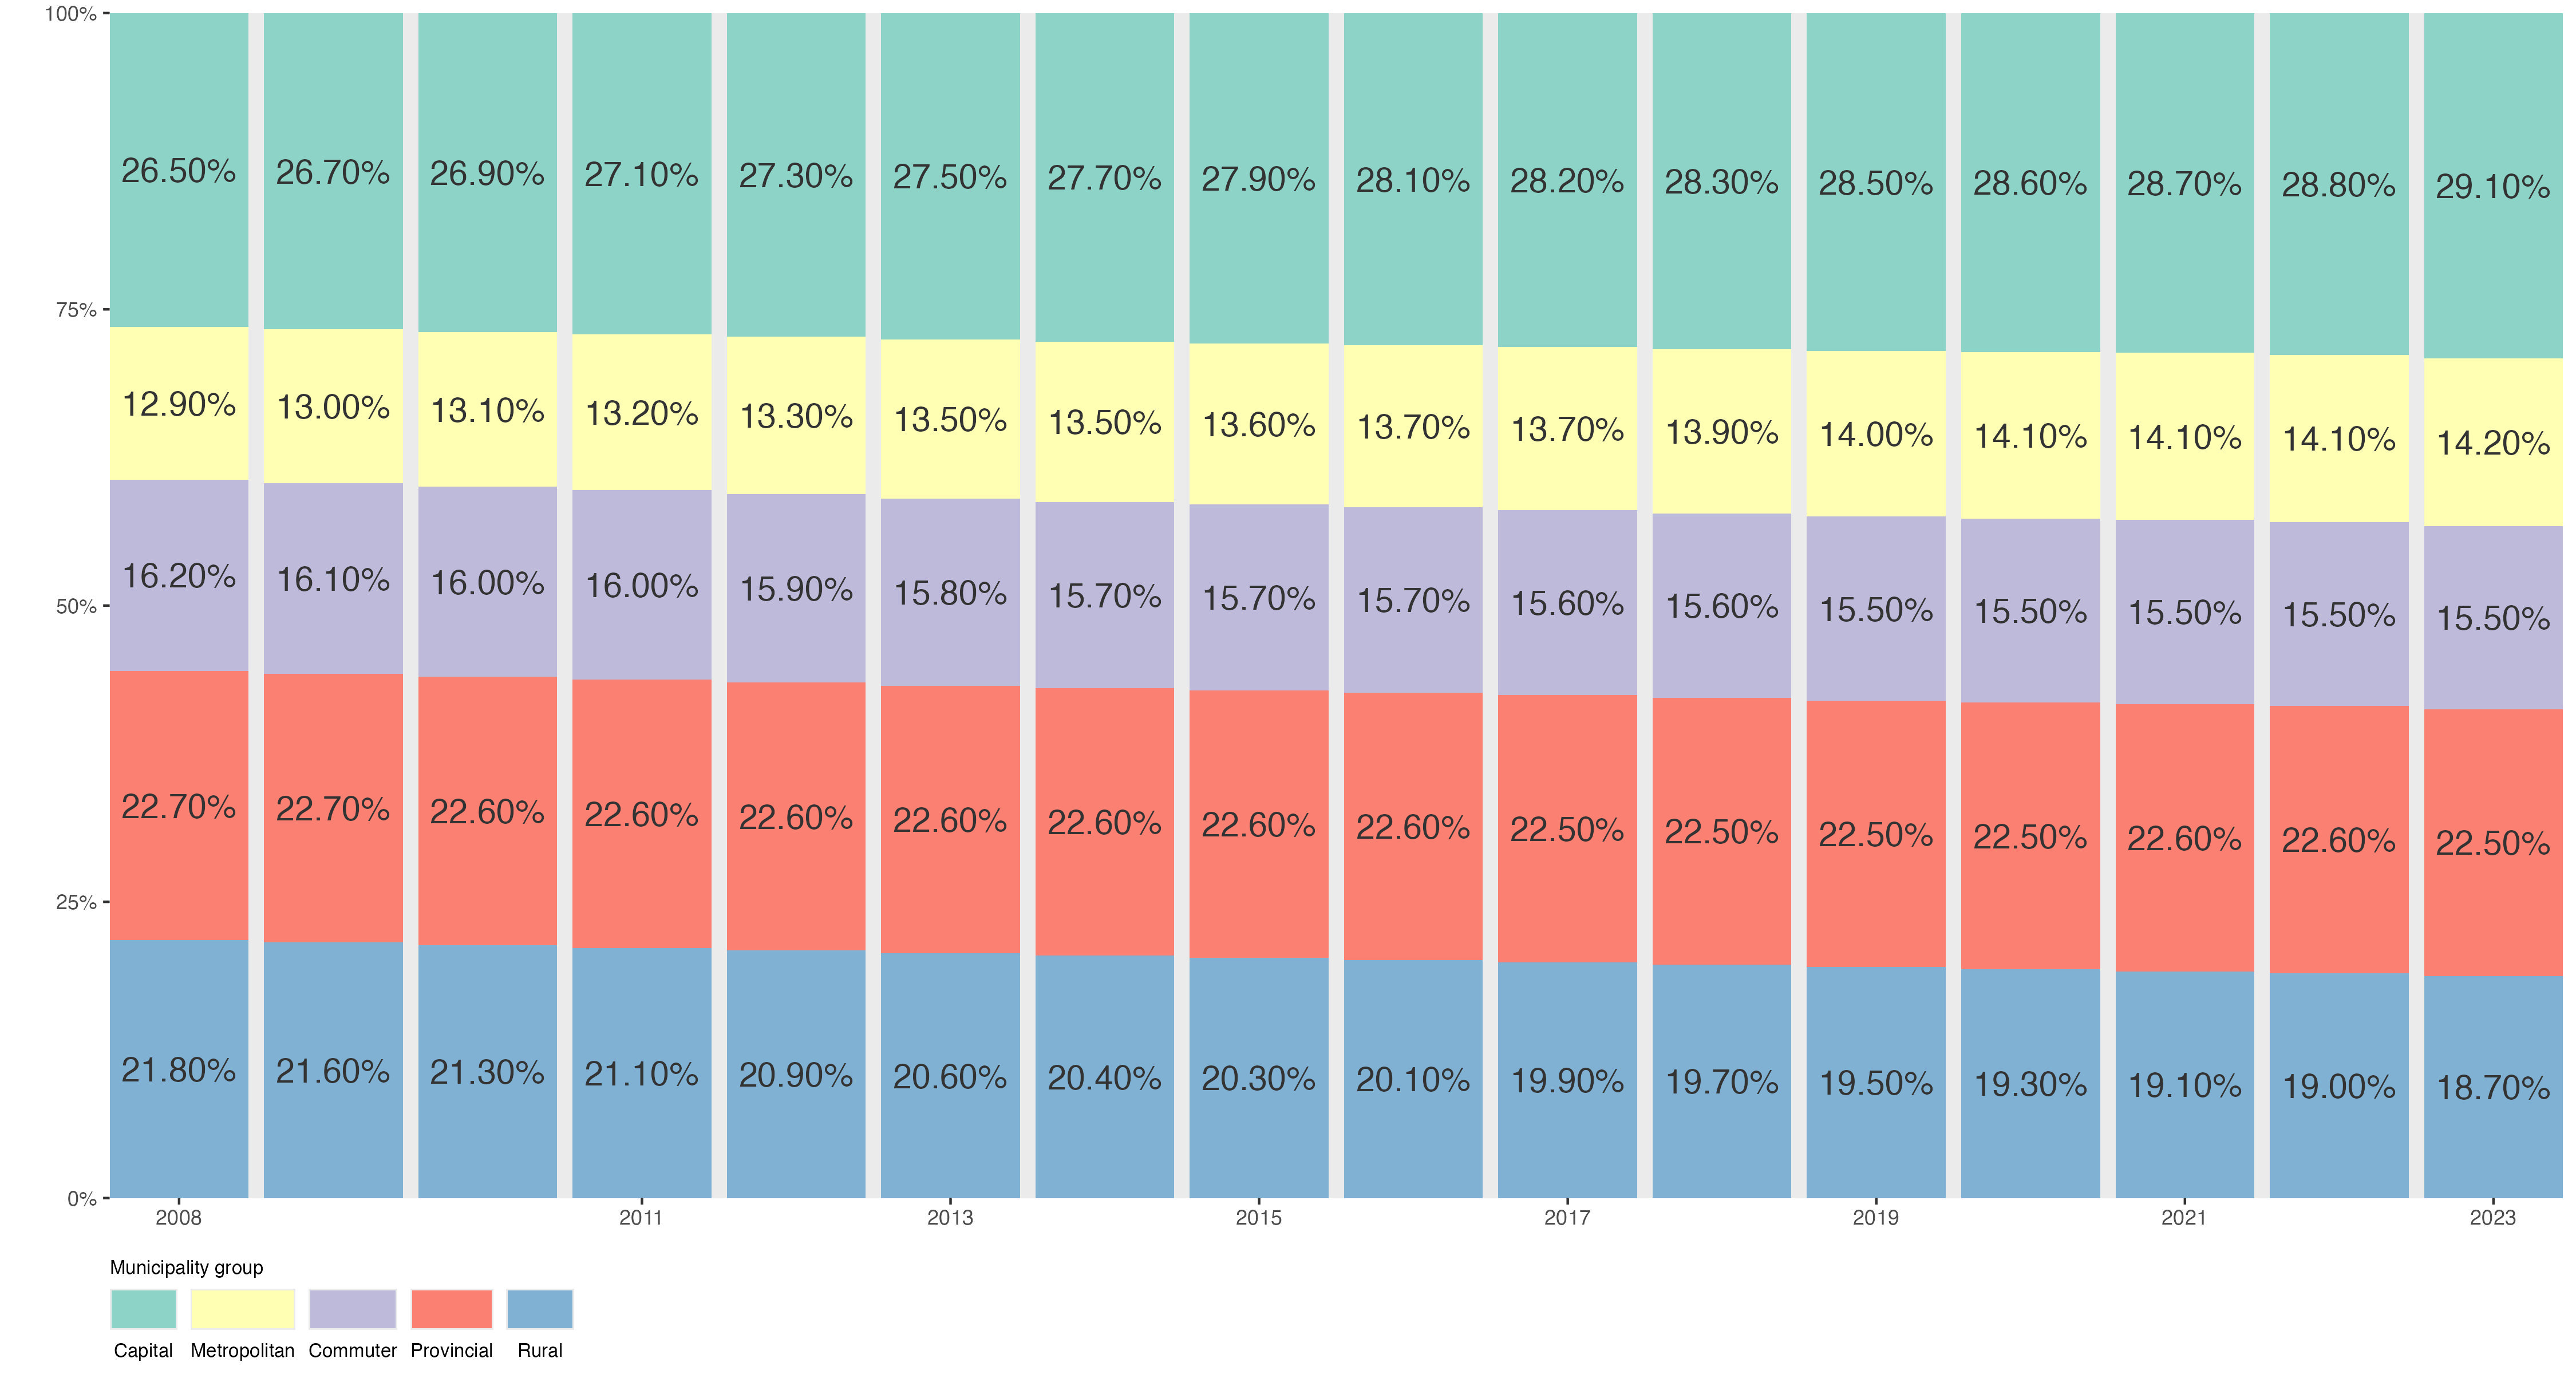 100%
26.50% 26.70% 26.90% 27.10% 27.30% 27.50% 27.70% 27.90% 28.10% 28.20% 28.30% 28.50% 28.60% 28.70% 28.80% 29.10%
75%
12.90% 13.00% 13.10% 13.20% 13.30% 13.50% 13.50% 13.60% 13.70% 13.70% 13.90% 14.00% 14.10% 14.10% 14.10% 14.20%
16.20% 16.10% 16.00% 16.00% 15.90% 15.80% 15.70% 15.70% 15.70% 15.60% 15.60% 15.50% 15.50% 15.50% 15.50% 15.50%
50%
22.70% 22.70% 22.60% 22.60% 22.60% 22.60% 22.60% 22.60% 22.60% 22.50% 22.50% 22.50% 22.50% 22.60% 22.60% 22.50%
25%
21.80% 21.60% 21.30% 21.10% 20.90% 20.60% 20.40% 20.30% 20.10% 19.90% 19.70% 19.50% 19.30% 19.10% 19.00% 18.70%
0%
2008 2011 2013 2015 2017 2019 2021 2023
Municipality group
Capital Metropolitan Commuter Provincial Rural